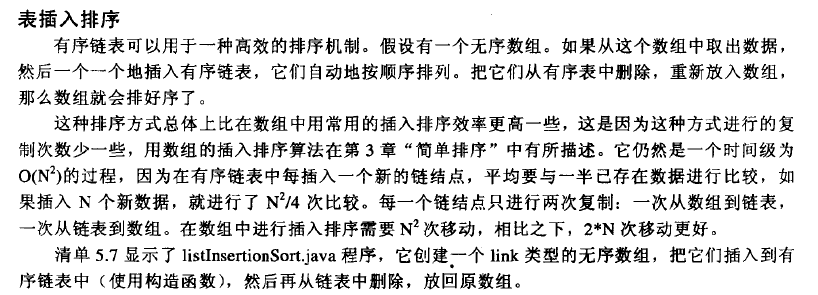 表插入排序
有序链表可以用于一种高效的排序机制。假设有一个无序数组。如果从这个数组中取出数据，
然后一个一个地插入有序链表，它们自动地按顺序排列。把它们从有序表中删除，重新放入数组，
那么数组就会排好序了。
这种排序方式总体上比在数组中用常用的插入排序效率更高一些，这是因为这种方式进行的复
制次数少一些，用数组的插入排序算法在第 3 章“简单排序”中有所描述。它仍然是一个时间级为
O(N²)的过程，因为在有序链表中每插入一个新的链结点，平均要与一半已存在数据进行比较，如
果插入 N 个新数据，就进行了 N²/4 次比较。每一个链结点只进行两次复制：一次从数组到链表，
一次从链表到数组。在数组中进行插入排序需要 N² 次移动，相比之下，2*N 次移动更好。
清单 5.7 显示了 listInsertionSort.java 程序，它创建一个 link 类型的无序数组，把它们插入到有
序链表中（使用构造函数），然后再从链表中删除，放回原数组。